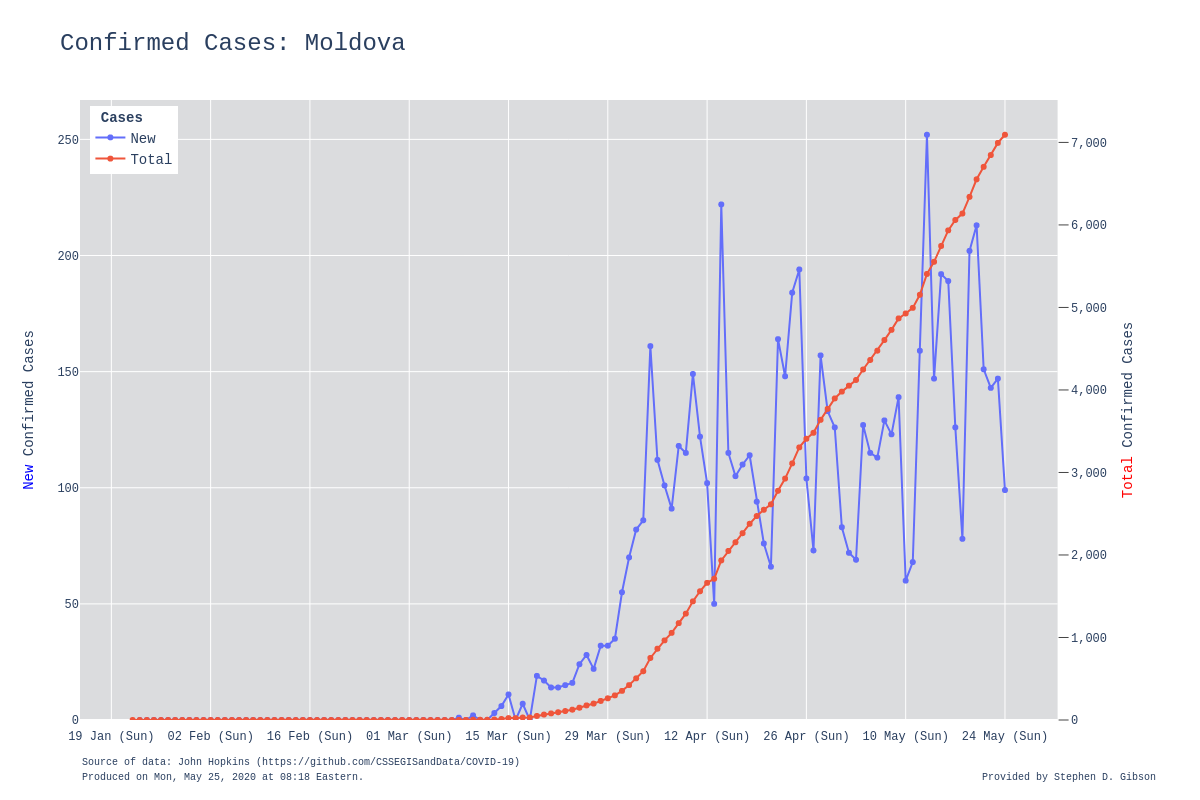 Confirmed Cases: Moldova
Cases
New
Total
250
200
150
100
50
0
7,000
6,000
5,000
4,000
3,000
2,000
1,000
0
New Confirmed Cases
Total Confirmed Cases
19 Jan (Sun) 02 Feb (Sun) 16 Feb (Sun) 01 Mar (Sun) 15 Mar (Sun) 29 Mar (Sun) 12 Apr (Sun) 26 Apr (Sun) 10 May (Sun) 24 May (Sun)
Source of data: John Hopkins (https://github.com/CSSEGISandData/COVID-19)
Produced on Mon, May 25, 2020 at 08:18 Eastern.
Provided by Stephen D. Gibson